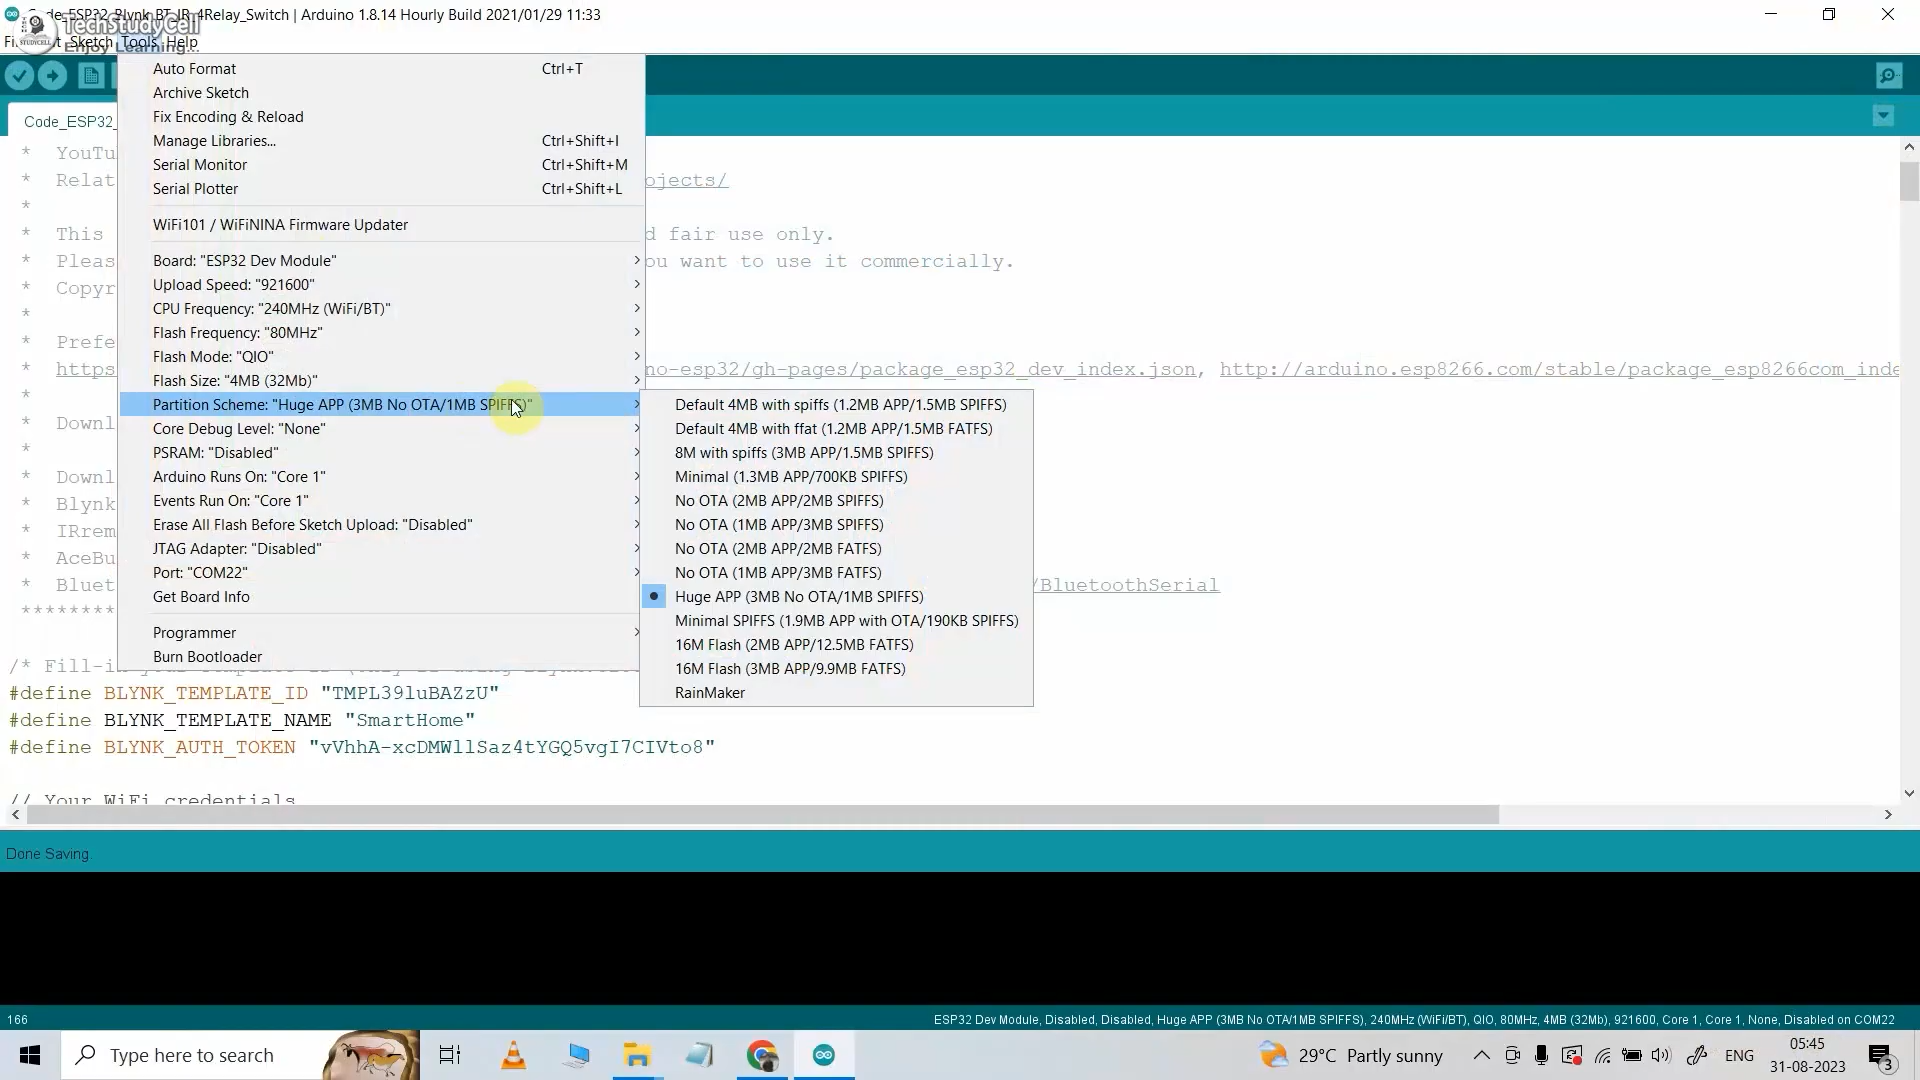 Code_ESP32_Blynk_BT_IR_4Relay_Switch | Arduino 1.8.14 Hourly Build 2021/01/29 11:33
TechStudyCell
Enjoy Learning...
Sketch Tools Help
Auto Format Ctrl+T
Archive Sketch
Fix Encoding & Reload
Manage Libraries... Ctrl+Shift+I
Serial Monitor Ctrl+Shift+M
Serial Plotter Ctrl+Shift+L
WiFi101 / WiFiNINA Firmware Updater
Board: "ESP32 Dev Module"
Upload Speed: "921600"
CPU Frequency: "240MHz (WiFi/BT)"
Flash Frequency: "80MHz"
Flash Mode: "QIO"
Flash Size: "4MB (32Mb)"
Partition Scheme: "Huge APP (3MB No OTA/1MB SPIFFS)"
Core Debug Level: "None"
PSRAM: "Disabled"
Arduino Runs On: "Core 1"
Events Run On: "Core 1"
Erase All Flash Before Sketch Upload: "Disabled"
JTAG Adapter: "Disabled"
Port: "COM22"
Get Board Info
Programmer
Burn Bootloader
Default 4MB with spiffs (1.2MB APP/1.5MB SPIFFS)
Default 4MB with ffat (1.2MB APP/1.5MB FATFS)
8M with spiffs (3MB APP/1.5MB SPIFFS)
Minimal (1.3MB APP/700KB SPIFFS)
No OTA (2MB APP/2MB SPIFFS)
No OTA (1MB APP/3MB SPIFFS)
No OTA (2MB APP/2MB FATFS)
No OTA (1MB APP/3MB FATFS)
Huge APP (3MB No OTA/1MB SPIFFS)
Minimal SPIFFS (1.9MB APP with OTA/190KB SPIFFS)
16M Flash (2MB APP/12.5MB FATFS)
16M Flash (3MB APP/9.9MB FATFS)
RainMaker
Code_ESP32_
* YouTu
* Relat ojects/
*
* This d fair use only.
* Pleas ou want to use it commercially.
* Copyr
*
* Prefe
* https no-esp32/gh-pages/package_esp32_dev_index.json, http://arduino.esp8266.com/stable/package_esp8266com_inde
*
* Downl
*
* Downl
* Blynk
* IRrem
* AceBu
* Bluet /BluetoothSerial
********
/* Fill-i
#define BLYNK_TEMPLATE_ID "TMPL39luBAZzU"
#define BLYNK_TEMPLATE_NAME "SmartHome"
#define BLYNK_AUTH_TOKEN "vVhhA-xcDMWllSaz4tYGQ5vgI7CIVto8"
// Your WiFi credentials
Done Saving.
166 ESP32 Dev Module, Disabled, Disabled, Huge APP (3MB No OTA/1MB SPIFFS), 240MHz (WiFi/BT), QIO, 80MHz, 4MB (32Mb), 921600, Core 1, Core 1, None, Disabled on COM22
Type here to search
29°C Partly sunny
ENG
05:45
31-08-2023
3